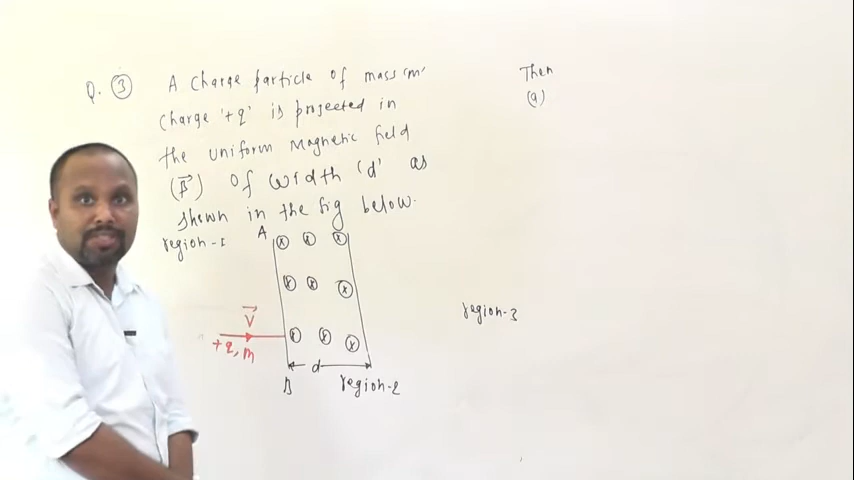 Q. ③ A charge particle of mass 'm'
charge '+q' is projected in
the uniform Magnetic field
(B⃗) of width 'd' as
shown in the fig below.
Then
(a)
region-1
A
V⃗
+q, m
d
B
region-2
region-3